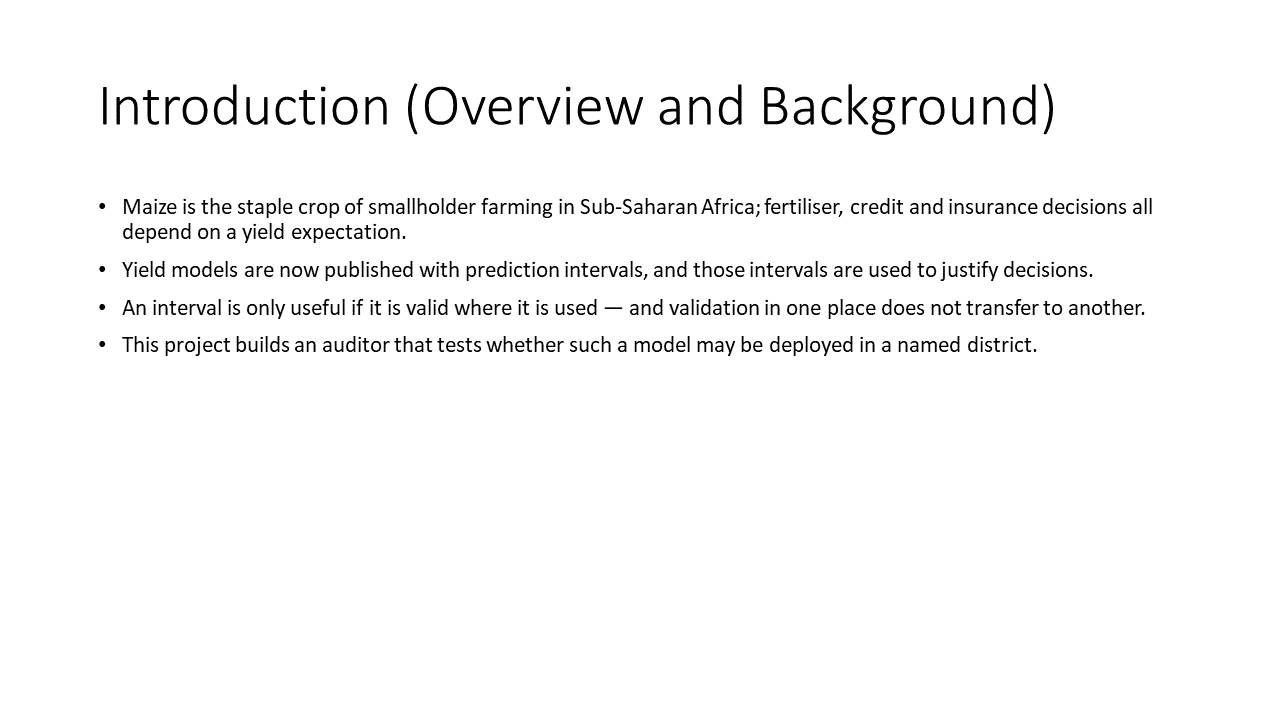 Introduction (Overview and Background)
• Maize is the staple crop of smallholder farming in Sub-Saharan Africa; fertiliser, credit and insurance decisions all
depend on a yield expectation.
• Yield models are now published with prediction intervals, and those intervals are used to justify decisions.
• An interval is only useful if it is valid where it is used — and validation in one place does not transfer to another.
• This project builds an auditor that tests whether such a model may be deployed in a named district.